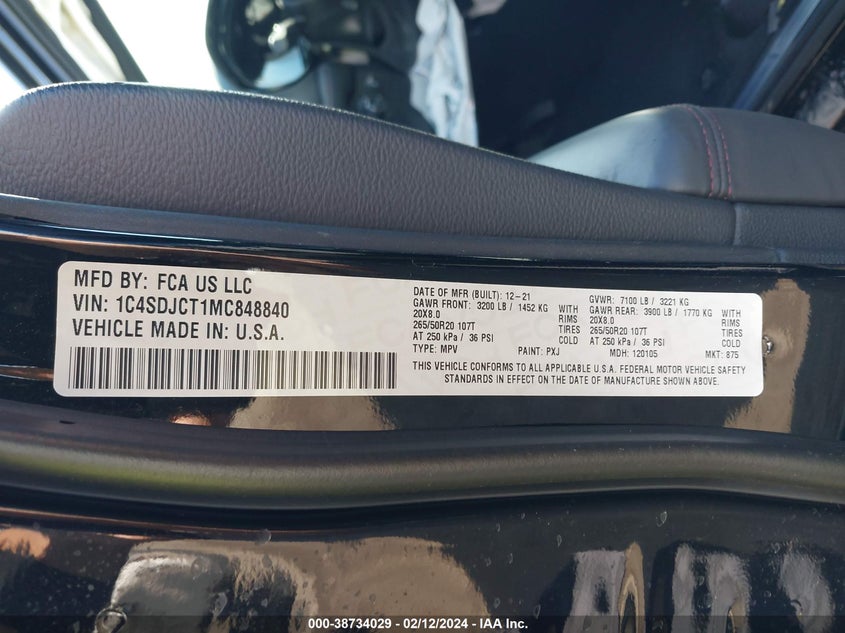 MFD BY: FCA US LLC
VIN: 1C4SDJCT1MC848840
VEHICLE MADE IN: U.S.A.
DATE OF MFR (BUILT): 12-21 GVWR: 7100 LB / 3221 KG
GAWR FRONT: 3200 LB / 1452 KG WITH GAWR REAR: 3900 LB / 1770 KG WITH
20X8.0 RIMS 20X8.0 RIMS
265/50R20 107T TIRES 265/50R20 107T TIRES
AT 250 kPa / 36 PSI COLD AT 250 kPa / 36 PSI COLD
TYPE: MPV PAINT: PXJ MDH: 120105 MKT: 875
THIS VEHICLE CONFORMS TO ALL APPLICABLE U.S.A. FEDERAL MOTOR VEHICLE SAFETY
STANDARDS IN EFFECT ON THE DATE OF MANUFACTURE SHOWN ABOVE.
000-38734029 - 02/12/2024 - IAA Inc.